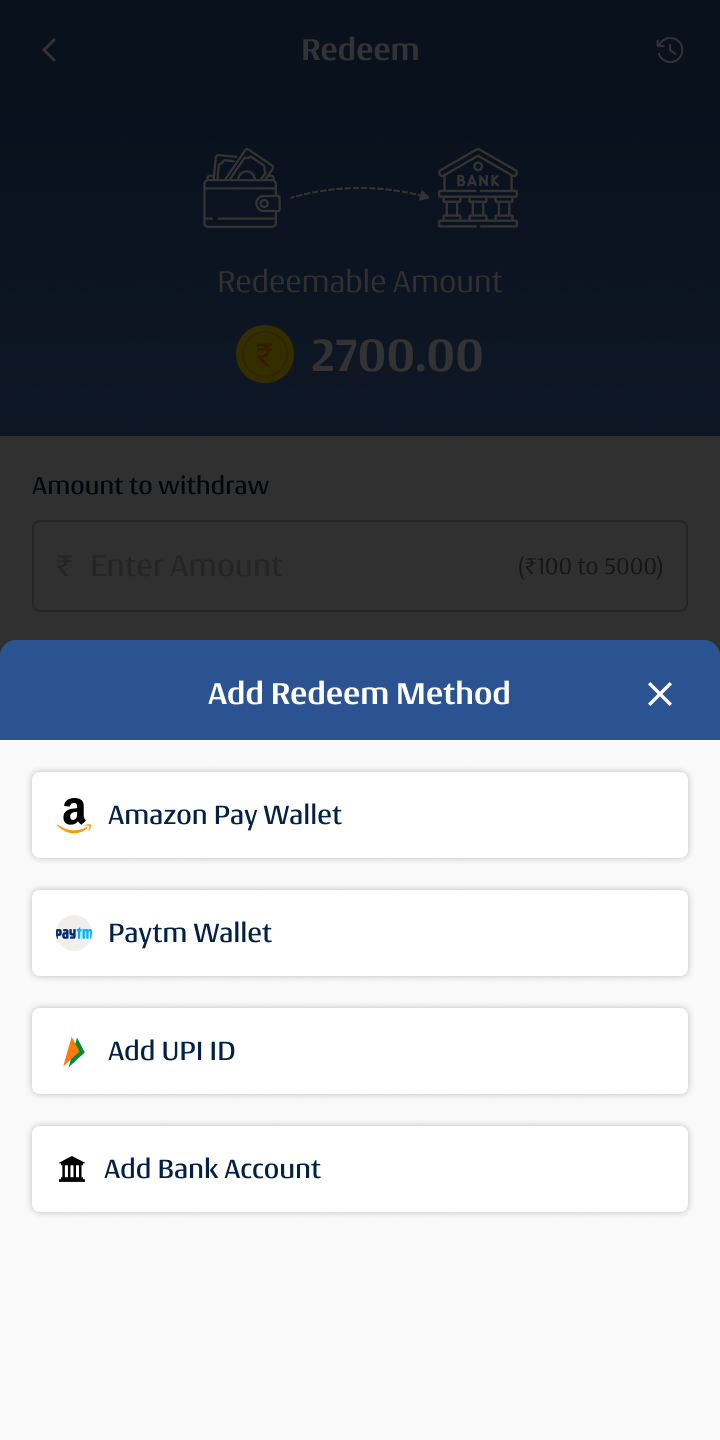 Redeem
BANK
Redeemable Amount
₹ 2700.00
Amount to withdraw
₹ Enter Amount (₹100 to 5000)
Add Redeem Method
a Amazon Pay Wallet
paytm Paytm Wallet
Add UPI ID
Add Bank Account